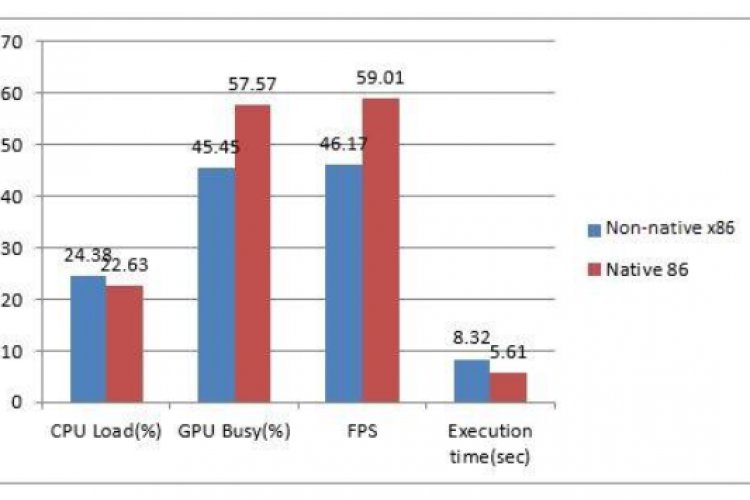 70
60
50
40
30
20
10
0
24.38
22.63
45.45
57.57
46.17
59.01
8.32
5.61
CPU Load(%)
GPU Busy(%)
FPS
Execution
time(sec)
Non-native x86
Native 86